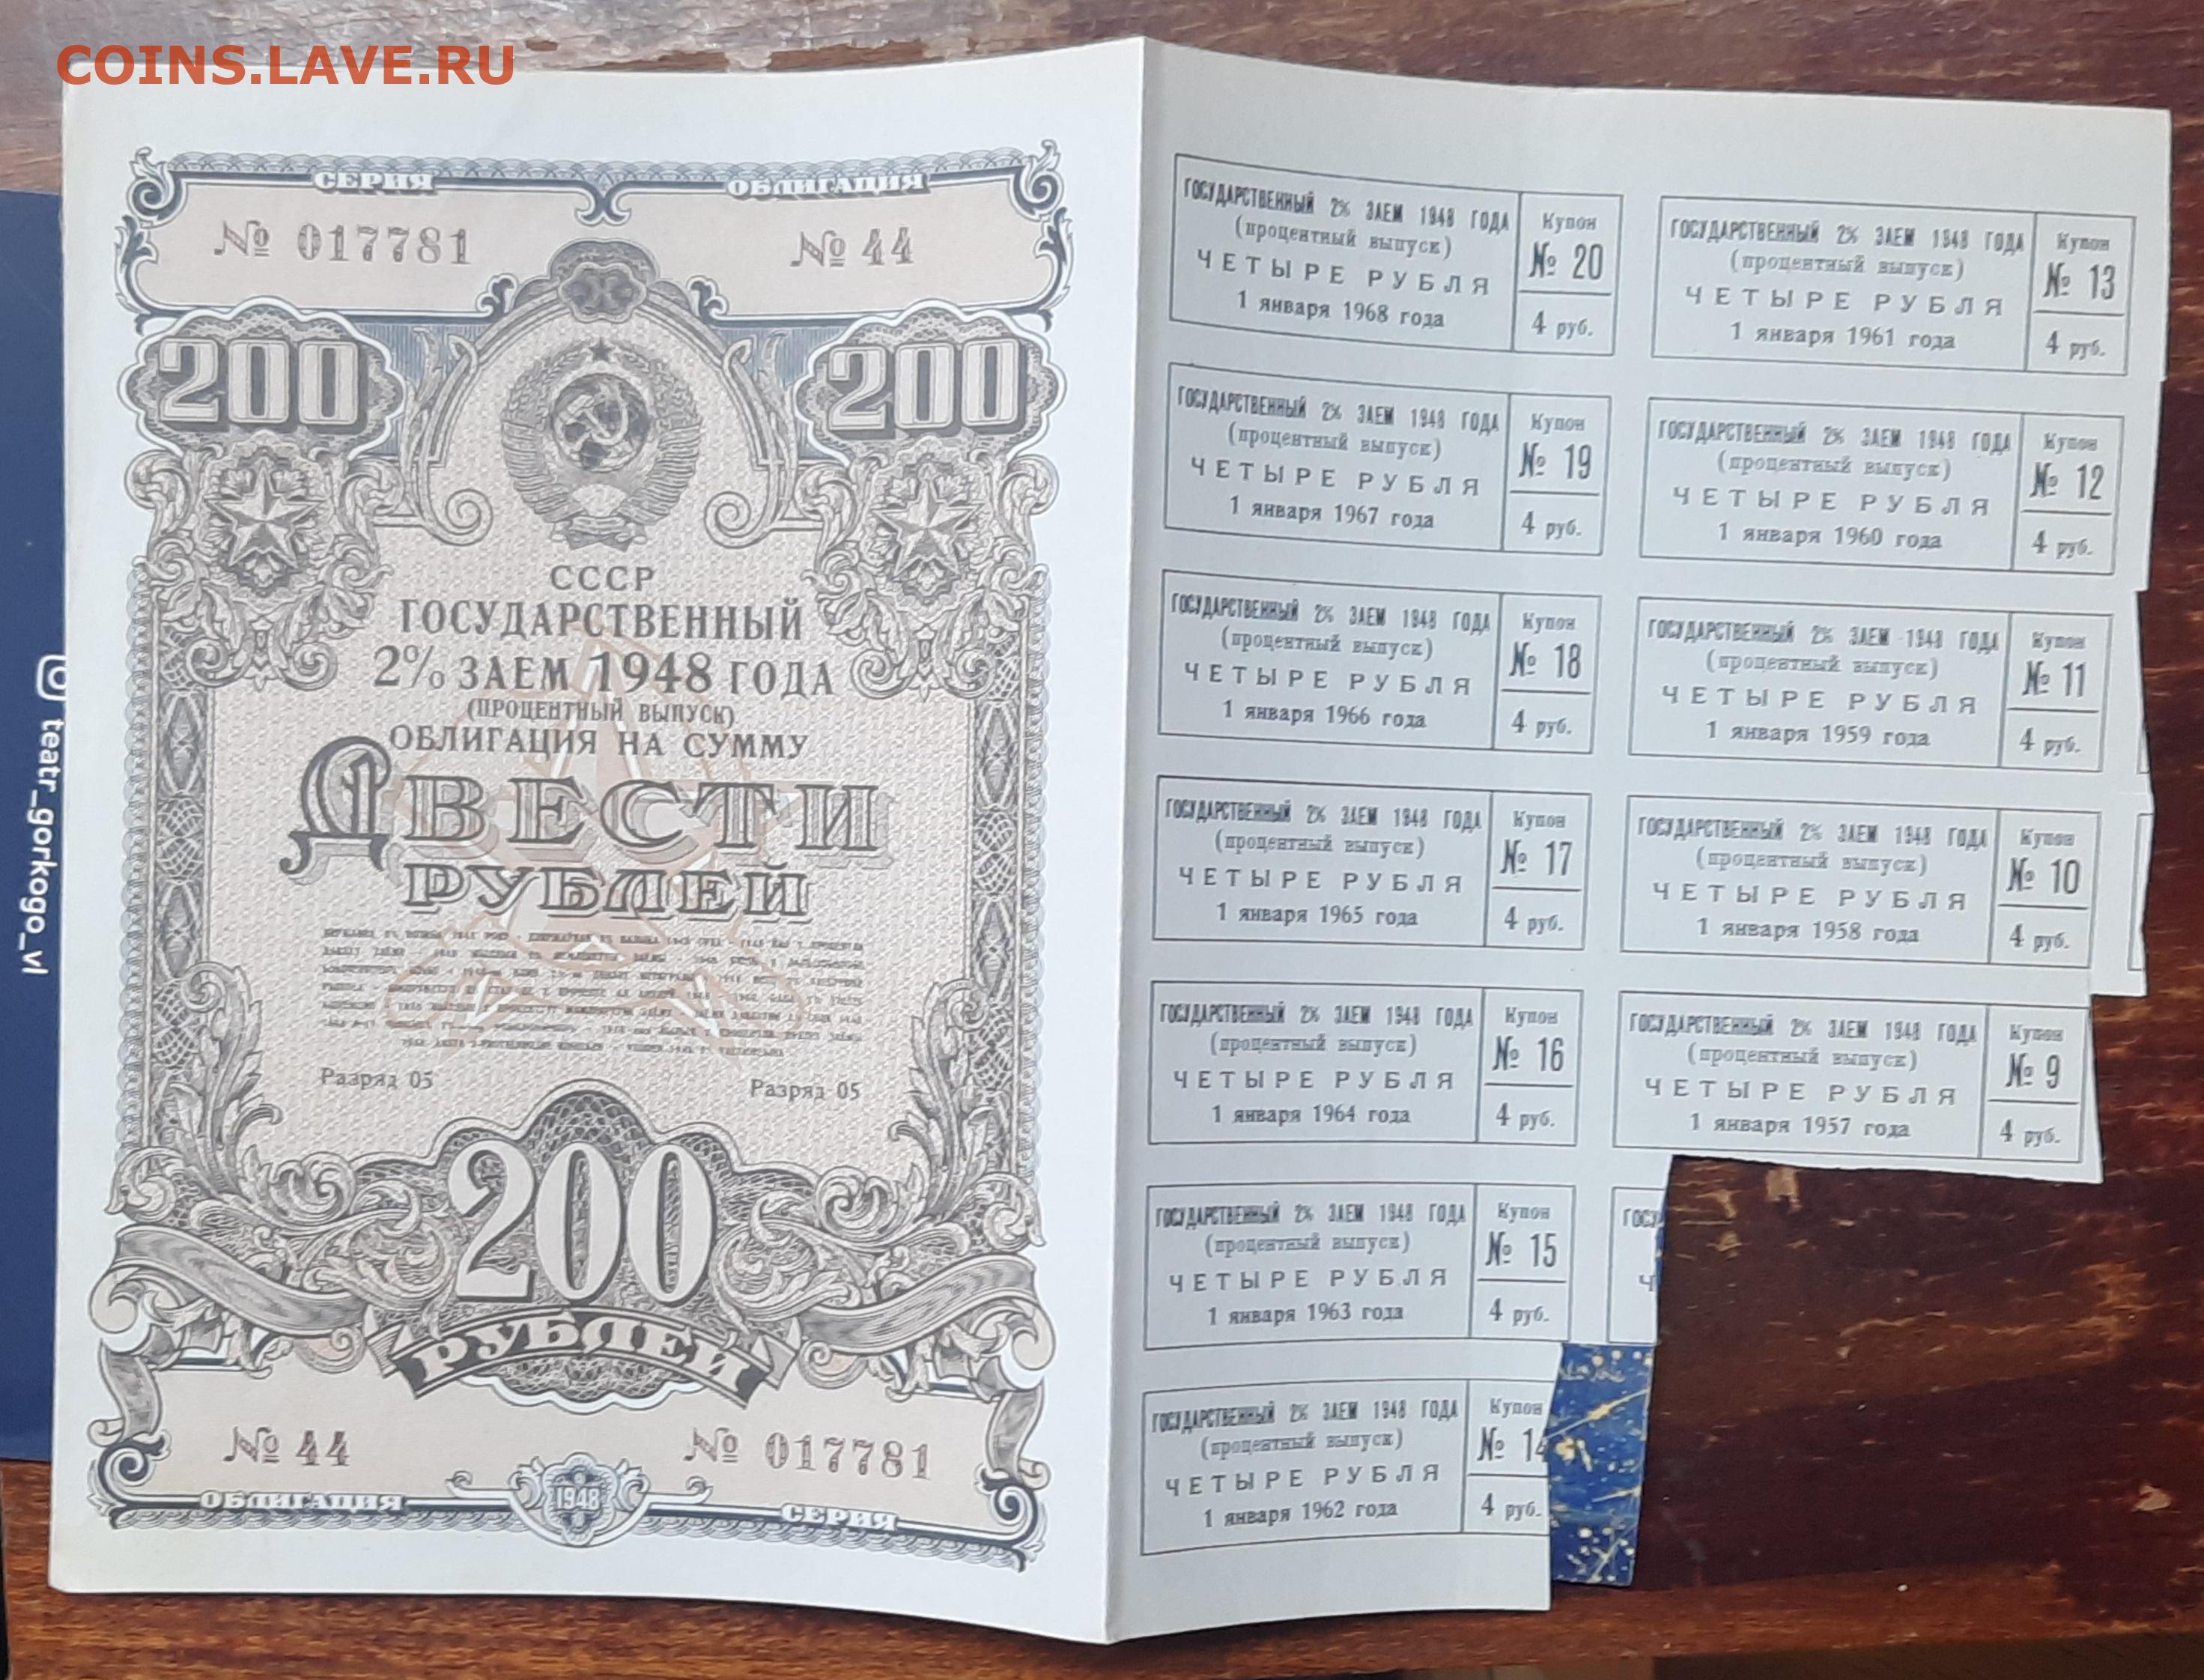 COINS.LAVE.RU
СЕРИЯ
ОБЛИГАЦИЯ
№ 017781
№ 44
200
200
СССР
ГОСУДАРСТВЕННЫЙ
2% ЗАЕМ 1948 ГОДА
(ПРОЦЕНТНЫЙ ВЫПУСК)
ОБЛИГАЦИЯ НА СУММУ
ДВЕСТИ
РУБЛЕЙ
Разряд 05
Разряд 05
200
РУБЛЕЙ
№ 44
№ 017781
ОБЛИГАЦИЯ
1948
СЕРИЯ
teatr_gorkogo_vl
ГОСУДАРСТВЕННЫЙ 2% ЗАЕМ 1948 ГОДА
(процентный выпуск)
ЧЕТЫРЕ РУБЛЯ
1 января 1968 года
Купон
№ 20
4 руб.
ГОСУДАРСТВЕННЫЙ 2% ЗАЕМ 1948 ГОДА
(процентный выпуск)
ЧЕТЫРЕ РУБЛЯ
1 января 1961 года
Купон
№ 13
4 руб.
ГОСУДАРСТВЕННЫЙ 2% ЗАЕМ 1948 ГОДА
(процентный выпуск)
ЧЕТЫРЕ РУБЛЯ
1 января 1967 года
Купон
№ 19
4 руб.
ГОСУДАРСТВЕННЫЙ 2% ЗАЕМ 1948 ГОДА
(процентный выпуск)
ЧЕТЫРЕ РУБЛЯ
1 января 1960 года
Купон
№ 12
4 руб.
ГОСУДАРСТВЕННЫЙ 2% ЗАЕМ 1948 ГОДА
(процентный выпуск)
ЧЕТЫРЕ РУБЛЯ
1 января 1966 года
Купон
№ 18
4 руб.
ГОСУДАРСТВЕННЫЙ 2% ЗАЕМ 1948 ГОДА
(процентный выпуск)
ЧЕТЫРЕ РУБЛЯ
1 января 1959 года
Купон
№ 11
4 руб.
ГОСУДАРСТВЕННЫЙ 2% ЗАЕМ 1948 ГОДА
(процентный выпуск)
ЧЕТЫРЕ РУБЛЯ
1 января 1965 года
Купон
№ 17
4 руб.
ГОСУДАРСТВЕННЫЙ 2% ЗАЕМ 1948 ГОДА
(процентный выпуск)
ЧЕТЫРЕ РУБЛЯ
1 января 1958 года
Купон
№ 10
4 руб.
ГОСУДАРСТВЕННЫЙ 2% ЗАЕМ 1948 ГОДА
(процентный выпуск)
ЧЕТЫРЕ РУБЛЯ
1 января 1964 года
Купон
№ 16
4 руб.
ГОСУДАРСТВЕННЫЙ 2% ЗАЕМ 1948 ГОДА
(процентный выпуск)
ЧЕТЫРЕ РУБЛЯ
1 января 1957 года
Купон
№ 9
4 руб.
ГОСУДАРСТВЕННЫЙ 2% ЗАЕМ 1948 ГОДА
(процентный выпуск)
ЧЕТЫРЕ РУБЛЯ
1 января 1963 года
Купон
№ 15
4 руб.
ГОСУДАРСТВЕННЫЙ 2% ЗАЕМ 1948 ГОДА
(процентный выпуск)
ЧЕТЫРЕ РУБЛЯ
1 января 1962 года
Купон
№ 14
4 руб.